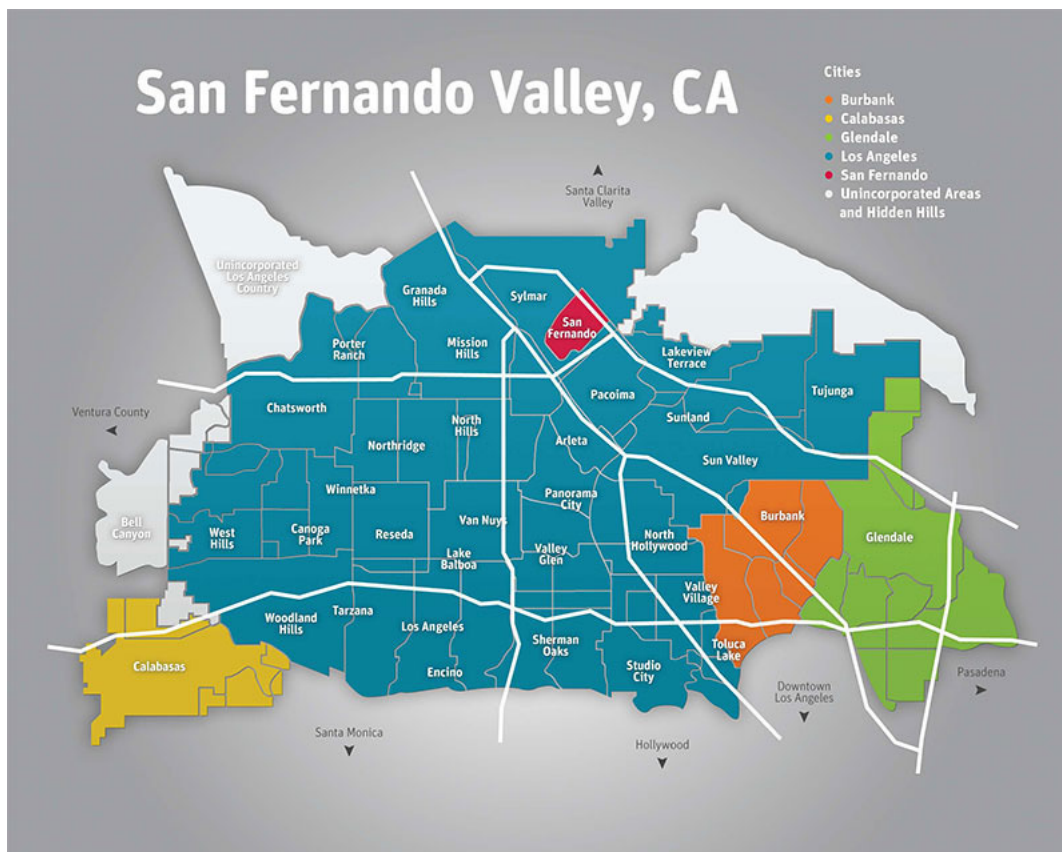 San Fernando Valley, CA
Cities
Burbank
Calabasas
Glendale
Los Angeles
San Fernando
Unincorporated Areas
and Hidden Hills
Santa Clarita
Valley
Unincorporated
Los Angeles
Country
Granada
Hills
Sylmar
San
Fernando
Porter
Ranch
Mission
Hills
Lakeview
Terrace
Tujunga
Ventura County
Chatsworth
Pacoima
Sunland
Northridge
North
Hills
Arleta
Sun Valley
Winnetka
Panorama
City
Bell
Canyon
West
Hills
Canoga
Park
Reseda
Van Nuys
Burbank
Glendale
North
Hollywood
Lake
Balboa
Valley
Glen
Valley
Village
Woodland
Hills
Tarzana
Los Angeles
Sherman
Oaks
Toluca
Lake
Calabasas
Encino
Studio
City
Pasadena
Downtown
Los Angeles
Santa Monica
Hollywood